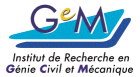 GeM
Institut de Recherche en
Génie Civil et Mécanique